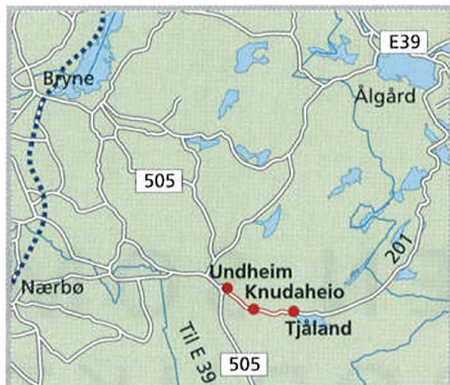 E39
Bryne
Ålgård
505
201
Undheim
Nærbø
Knudaheio
Tjåland
Til E 39
505